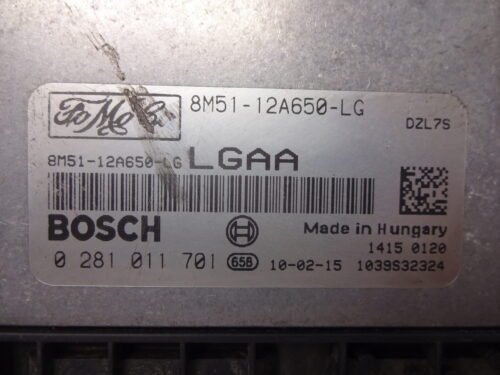 FoMoCo
8M51-12A650-LG
DZL7S
8M51-12A650-LG LGAA
BOSCH
Made in Hungary
1415 0120
0 281 011 701 65B 10-02-15 1039S32324